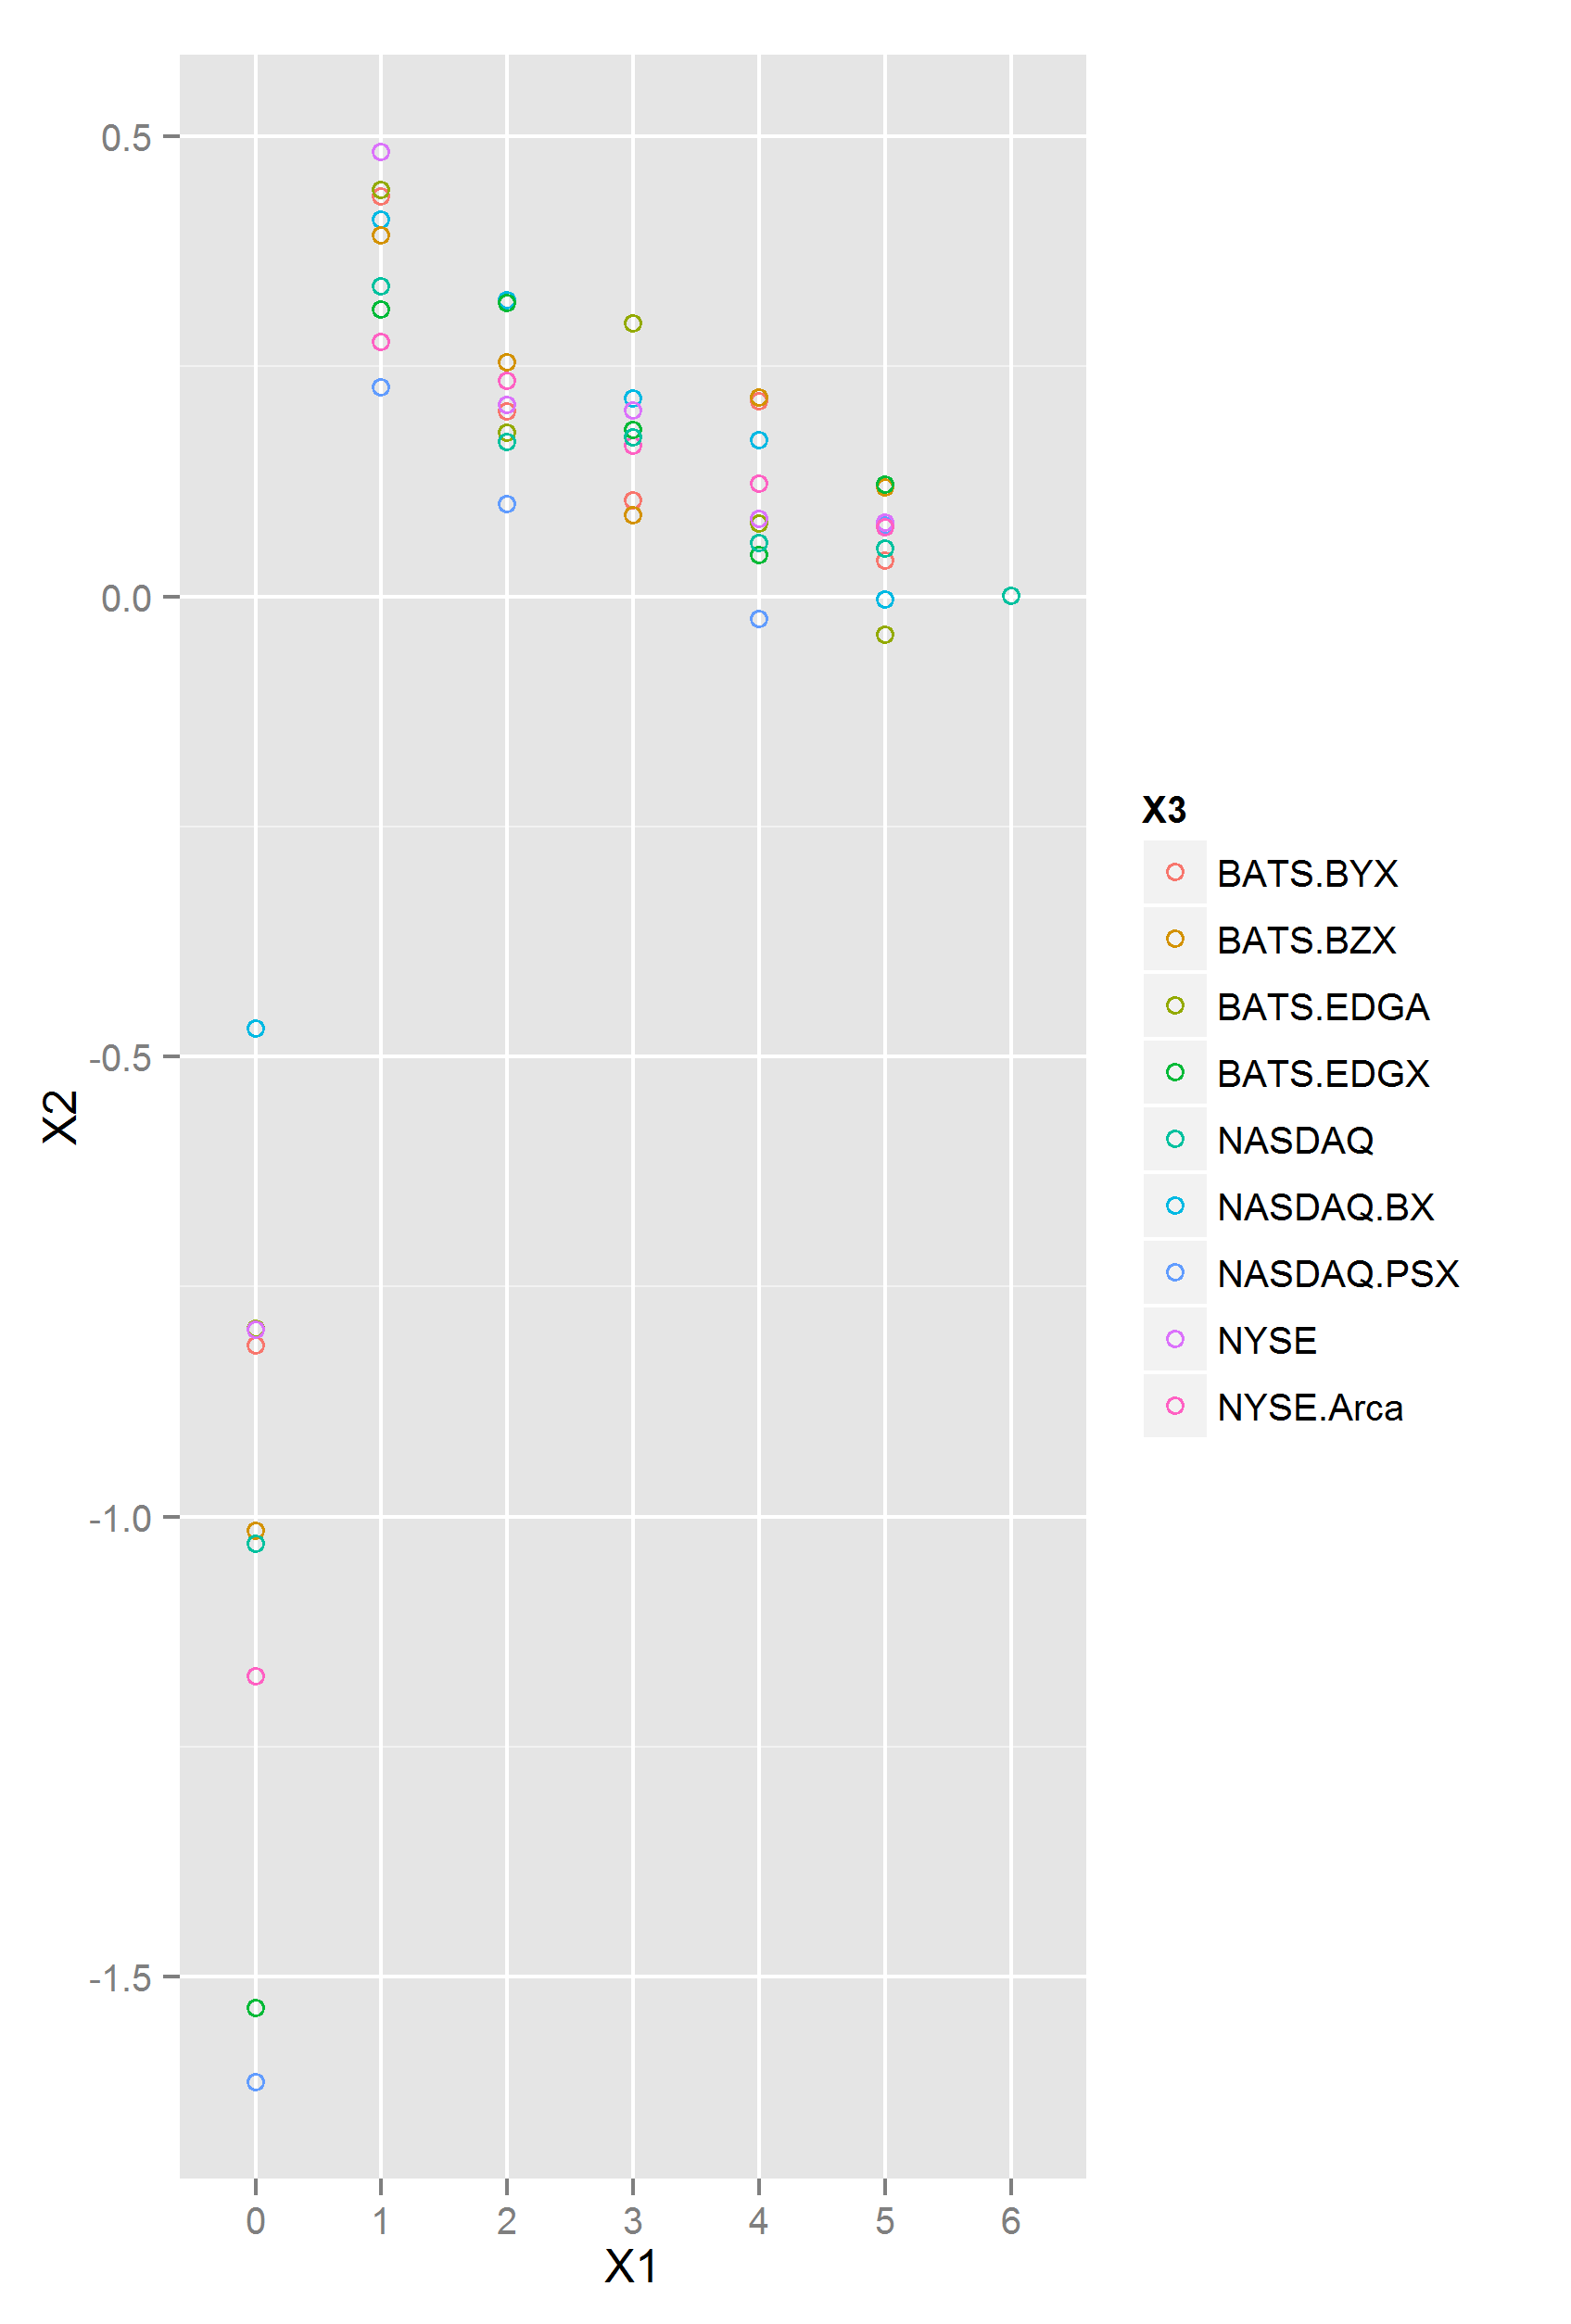 0.5
0.0
-0.5
-1.0
-1.5
X2
0 1 2 3 4 5 6
X1
X3
BATS.BYX
BATS.BZX
BATS.EDGA
BATS.EDGX
NASDAQ
NASDAQ.BX
NASDAQ.PSX
NYSE
NYSE.Arca